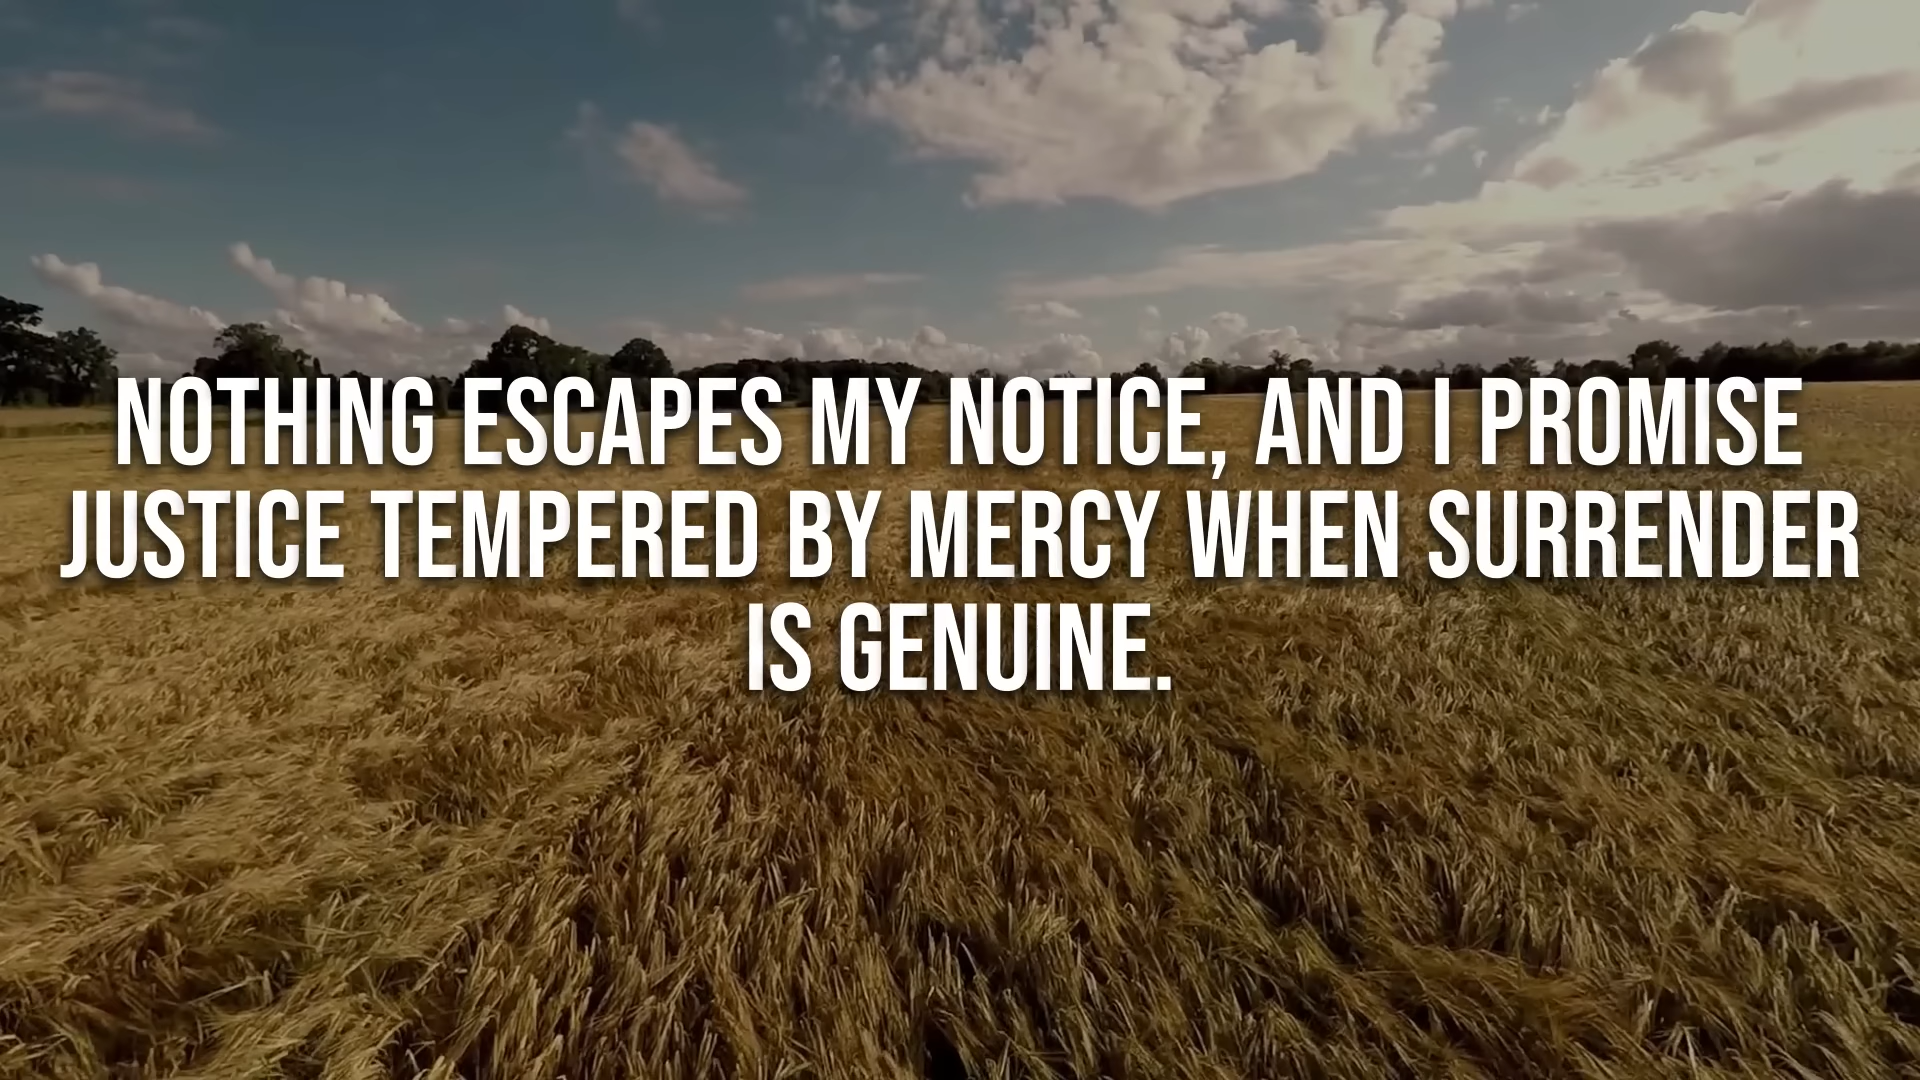 NOTHING ESCAPES MY NOTICE, AND I PROMISE
JUSTICE TEMPERED BY MERCY WHEN SURRENDER
IS GENUINE.